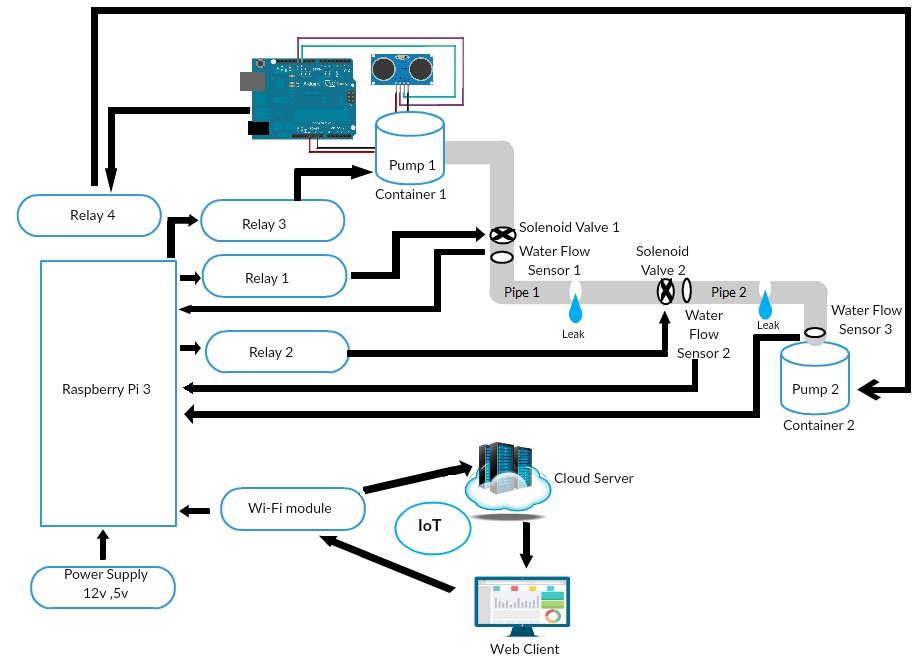 Arduino
Pump 1
Container 1
Relay 4
Relay 3
Solenoid Valve 1
Water Flow
Sensor 1
Solenoid
Valve 2
Relay 1
Pipe 1
Pipe 2
Leak
Leak
Water
Flow
Sensor 2
Water Flow
Sensor 3
Relay 2
Raspberry Pi 3
Pump 2
Container 2
Cloud Server
Wi-Fi module
IoT
Power Supply
12v ,5v
Web Client